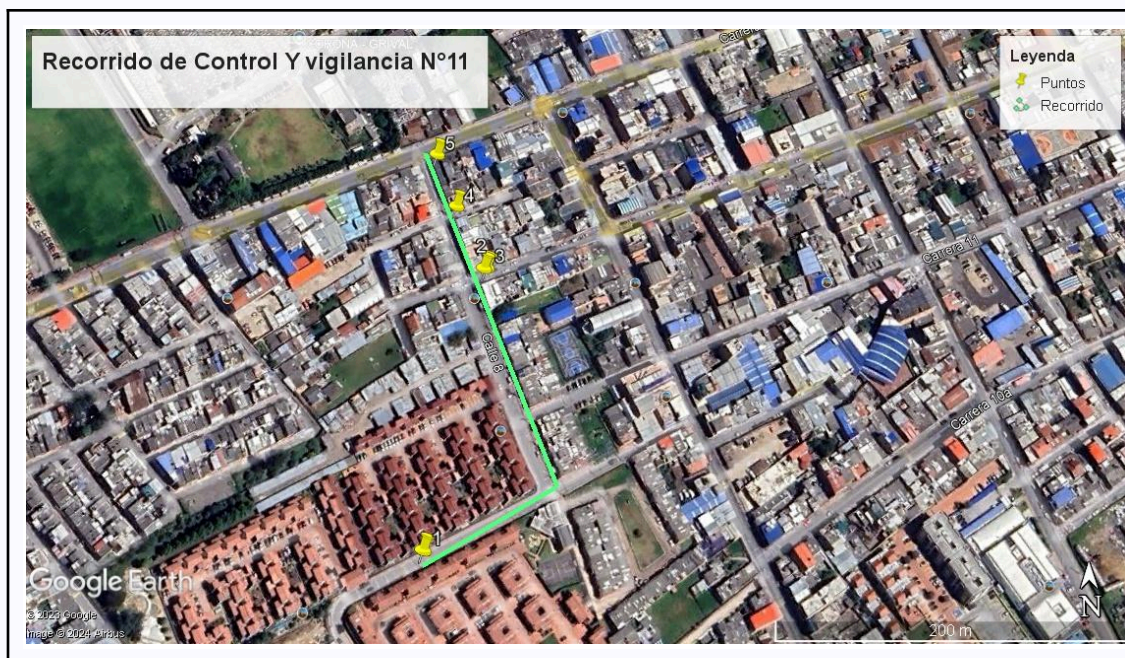 Recorrido de Control Y vigilancia Nº11
Leyenda
Puntos
Recorrido
5
4
2
3
Calle 8
Carrera 11
Carrera 10a
1
Google Earth
© 2023 Google
Image © 2024 Airbus
200 m
N